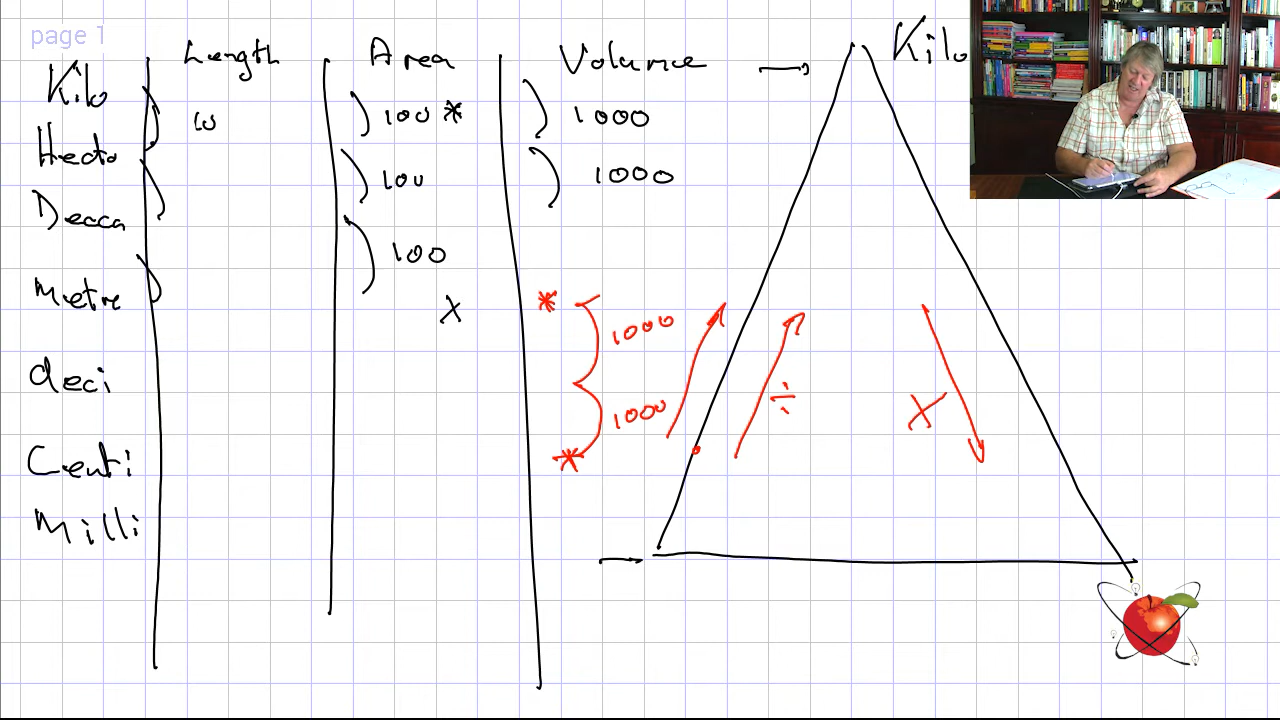 page 1
Length Area Volume → Kilo
Kilo
10 100 * 1000
Hecto
100 1000
Decca
100
Metre X * 1000
deci
÷ X
1000
Centi *
Milli